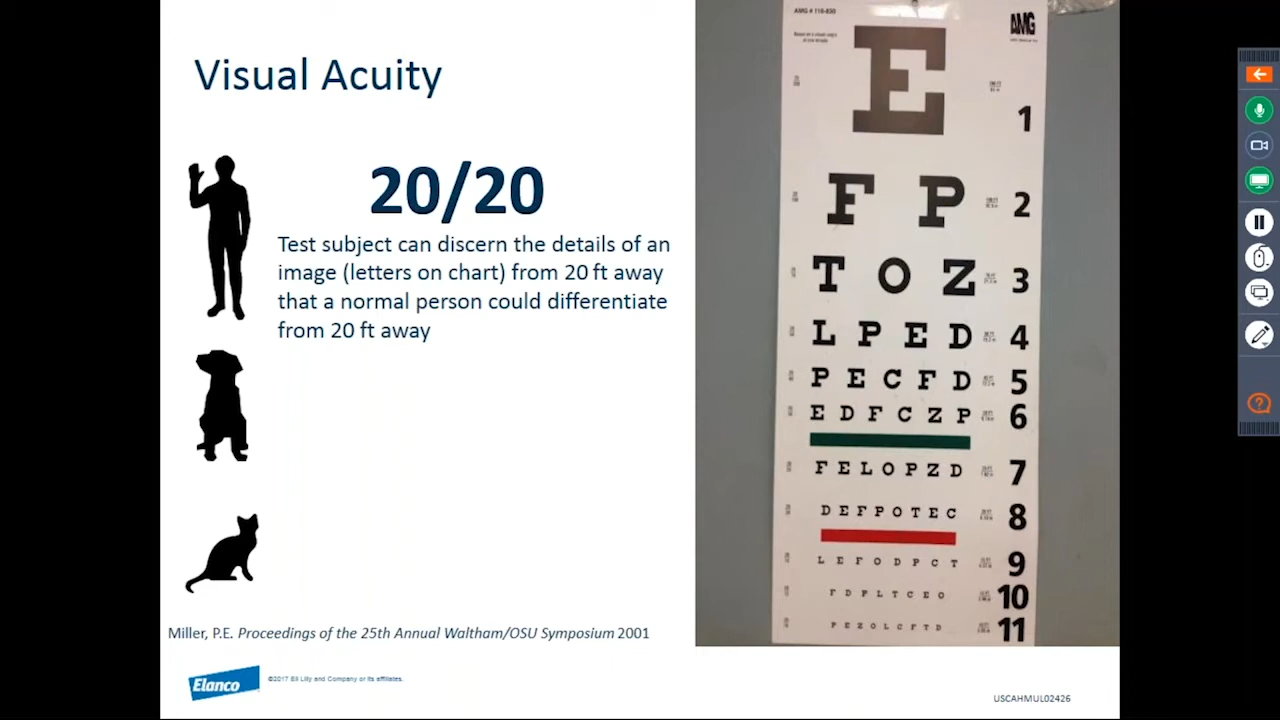 Visual Acuity
20/20
Test subject can discern the details of an
image (letters on chart) from 20 ft away
that a normal person could differentiate
from 20 ft away
Miller, P.E. Proceedings of the 25th Annual Waltham/OSU Symposium 2001
Elanco
©2017 Eli Lilly and Company or its affiliates.
USCAHMUL02426
AMG
E 1
F P 2
T O Z 3
L P E D 4
P E C F D 5
E D F C Z P 6
F E L O P Z D 7
D E F P O T E C 8
L E F O D P C T 9
F D P L T C E O 10
P E Z O L C F T D 11